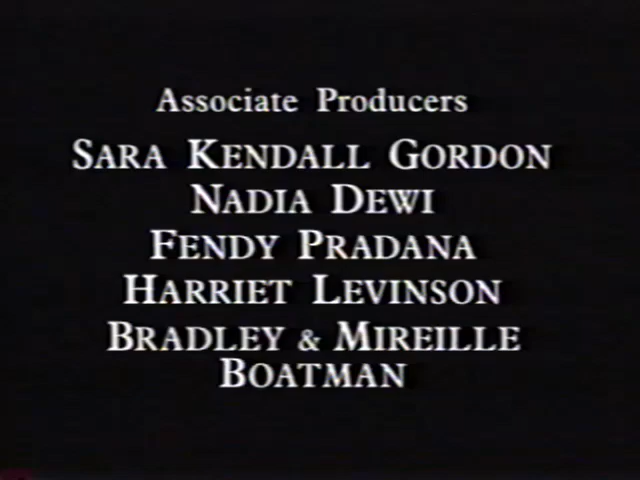 Associate Producers
SARA KENDALL GORDON
NADIA DEWI
FENDY PRADANA
HARRIET LEVINSON
BRADLEY & MIREILLE
BOATMAN